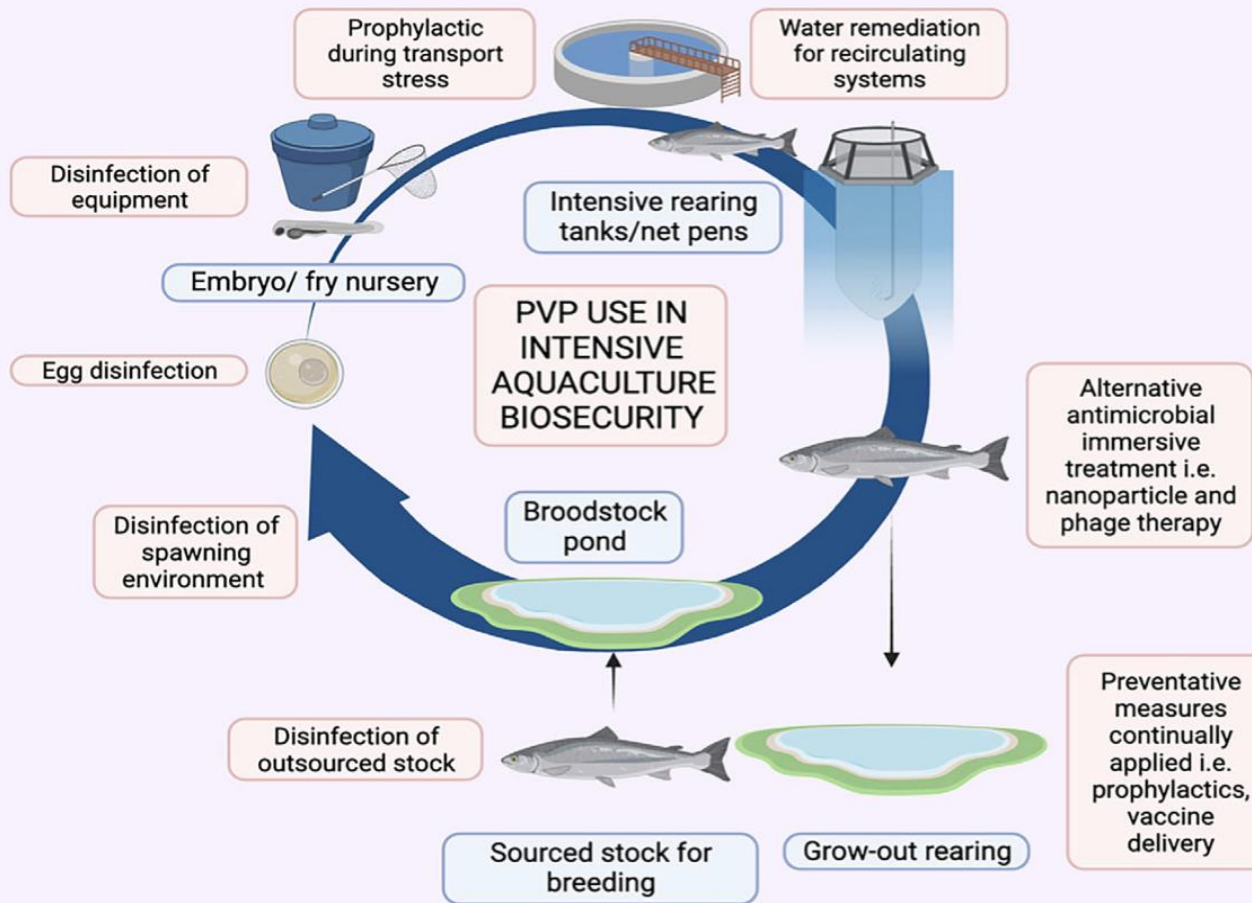 Prophylactic
during transport
stress
Water remediation
for recirculating
systems
Disinfection of
equipment
Intensive rearing
tanks/net pens
Embryo/ fry nursery
PVP USE IN
INTENSIVE
AQUACULTURE
BIOSECURITY
Egg disinfection
Alternative
antimicrobial
immersive
treatment i.e.
nanoparticle and
phage therapy
Disinfection of
spawning
environment
Broodstock
pond
Disinfection of
outsourced stock
Preventative
measures
continually
applied i.e.
prophylactics,
vaccine
delivery
Sourced stock for
breeding
Grow-out rearing